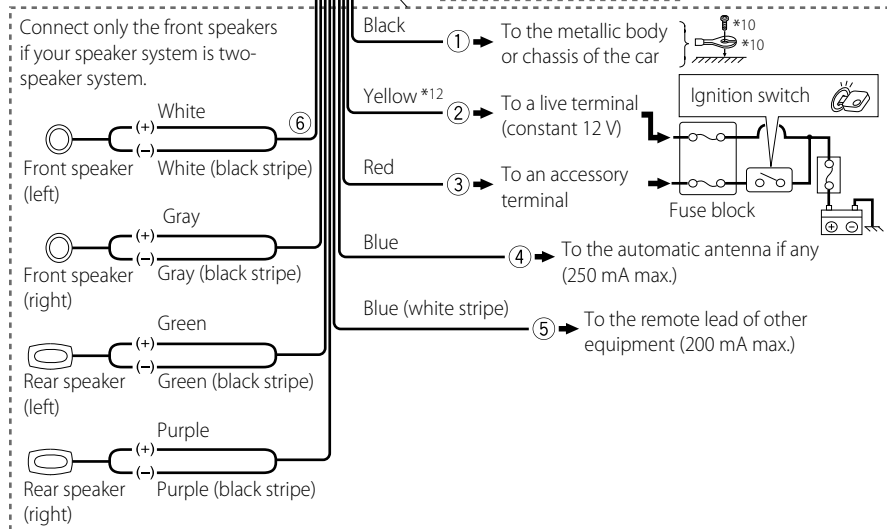 Connect only the front speakers
if your speaker system is two-
speaker system.
White
(+)
(–)
⑥
Front speaker
(left)
White (black stripe)
Gray
(+)
(–)
Front speaker
(right)
Gray (black stripe)
Green
(+)
(–)
Rear speaker
(left)
Green (black stripe)
Purple
(+)
(–)
Rear speaker
(right)
Purple (black stripe)
Black
①
To the metallic body
or chassis of the car
*10
*10
Yellow *12
②
To a live terminal
(constant 12 V)
Ignition switch
Red
③
To an accessory
terminal
Fuse block
⊕ ⊖
Blue
④
To the automatic antenna if any
(250 mA max.)
Blue (white stripe)
⑤
To the remote lead of other
equipment (200 mA max.)